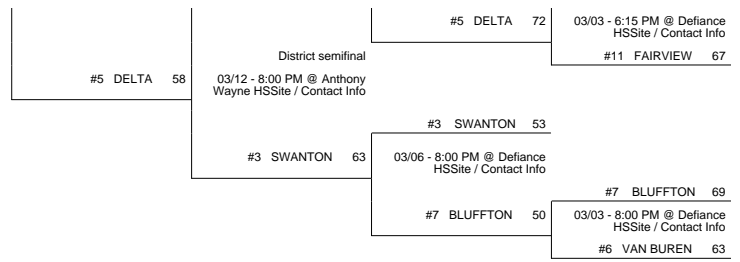 #5 DELTA 72
03/03 - 6:15 PM @ Defiance
HSSite / Contact Info
#11 FAIRVIEW 67
District semifinal
#5 DELTA 58
03/12 - 8:00 PM @ Anthony
Wayne HSSite / Contact Info
#3 SWANTON 53
#3 SWANTON 63
03/06 - 8:00 PM @ Defiance
HSSite / Contact Info
#7 BLUFFTON 69
#7 BLUFFTON 50
03/03 - 8:00 PM @ Defiance
HSSite / Contact Info
#6 VAN BUREN 63